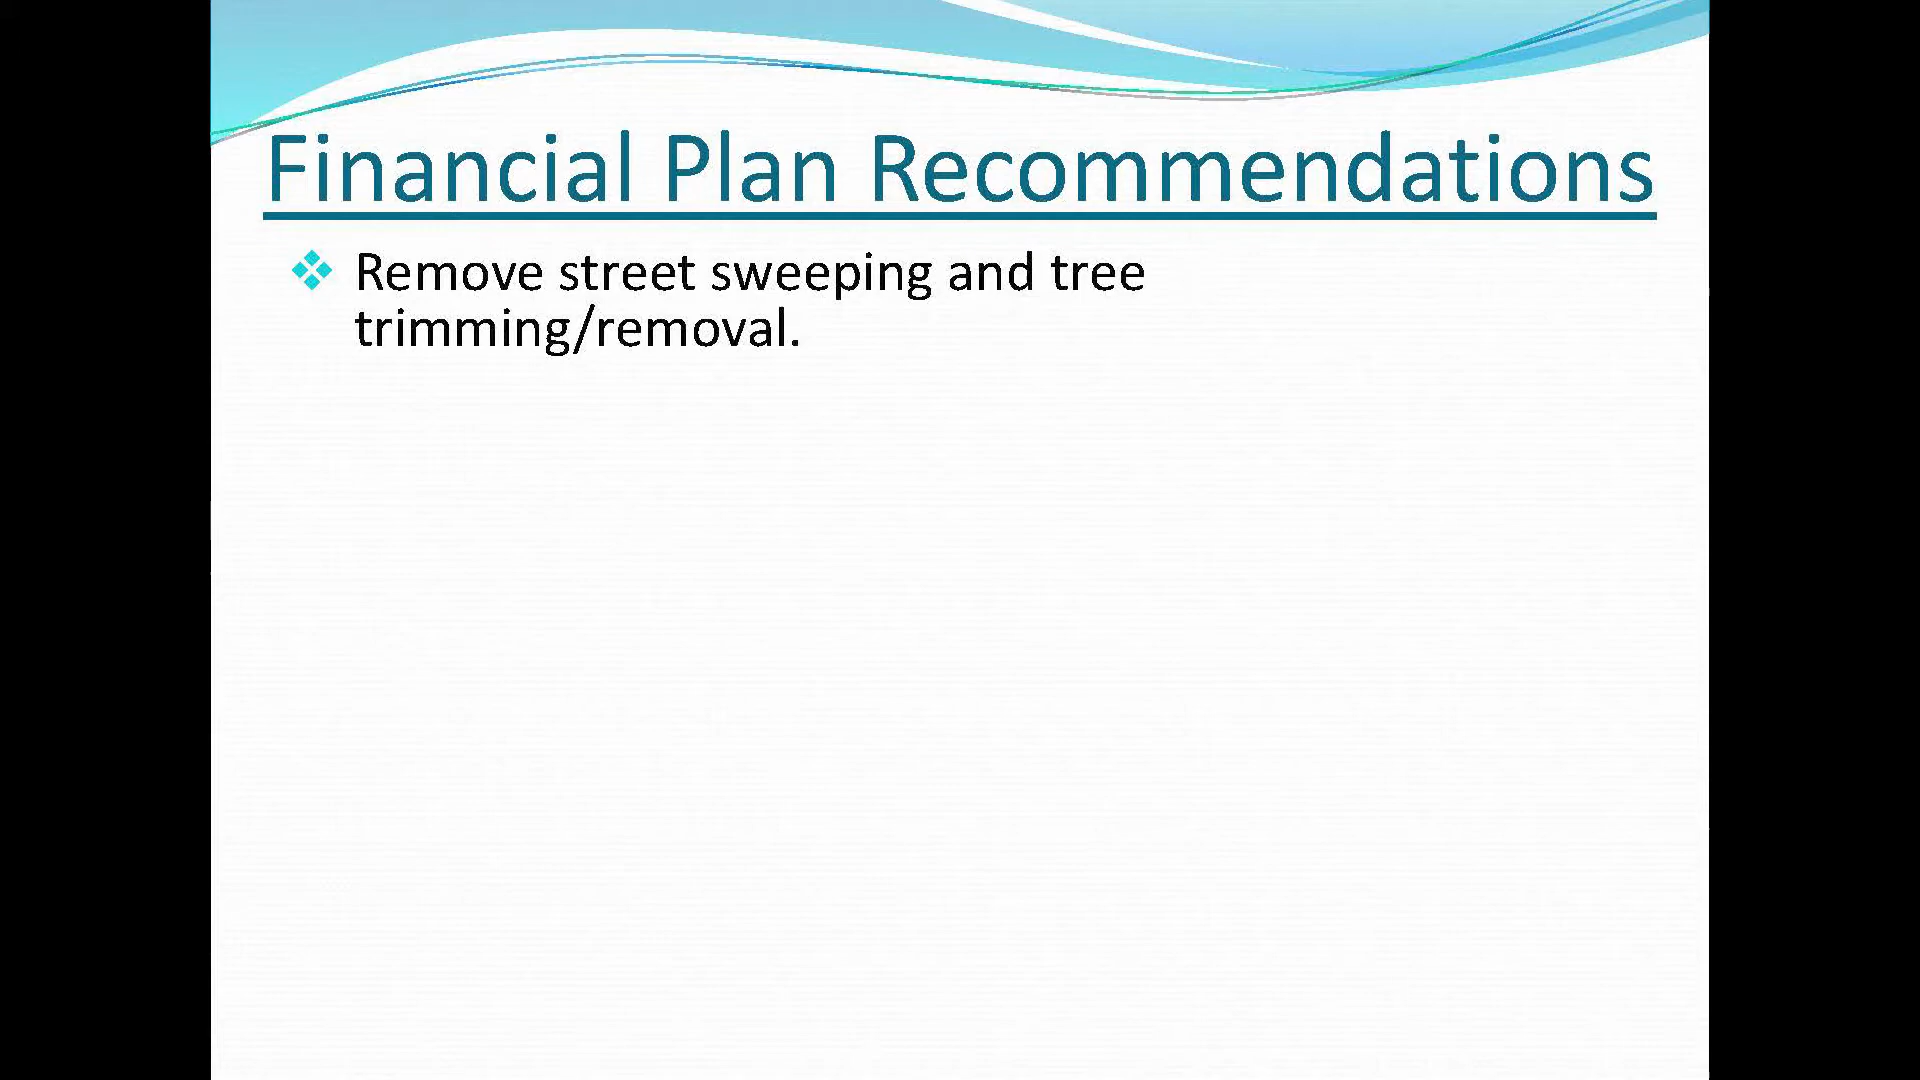 Financial Plan Recommendations
Remove street sweeping and tree
trimming/removal.